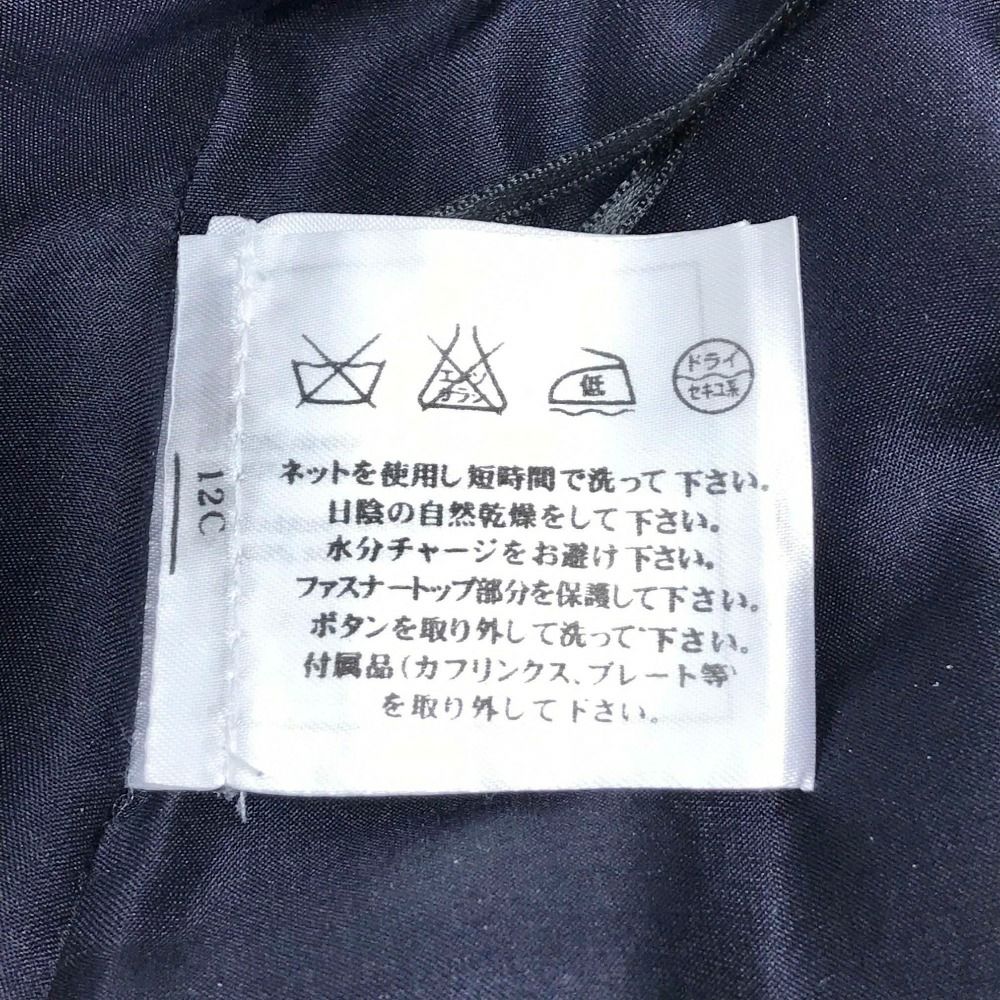 エンソ
サラシ
低
ドライ
セキユ系
ネットを使用し短時間で洗って下さい。
日陰の自然乾燥をして下さい。
水分チャージをお避け下さい。
ファスナートップ部分を保護して下さい。
ボタンを取り外して洗って下さい。
付属品(カフリンクス、プレート等)
を取り外して下さい。
12C